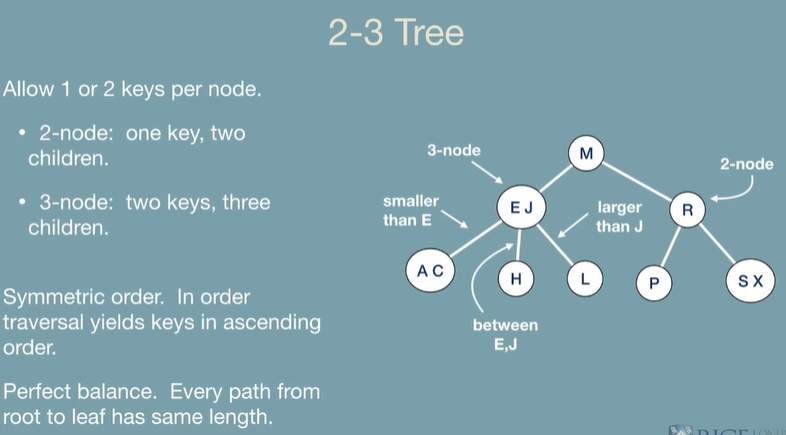 2-3 Tree
Allow 1 or 2 keys per node.
• 2-node: one key, two
children.
• 3-node: two keys, three
children.
Symmetric order. In order
traversal yields keys in ascending
order.
Perfect balance. Every path from
root to leaf has same length.
3-node
M
2-node
smaller
than E
E J
larger
than J
R
A C
H
L
P
S X
between
E,J